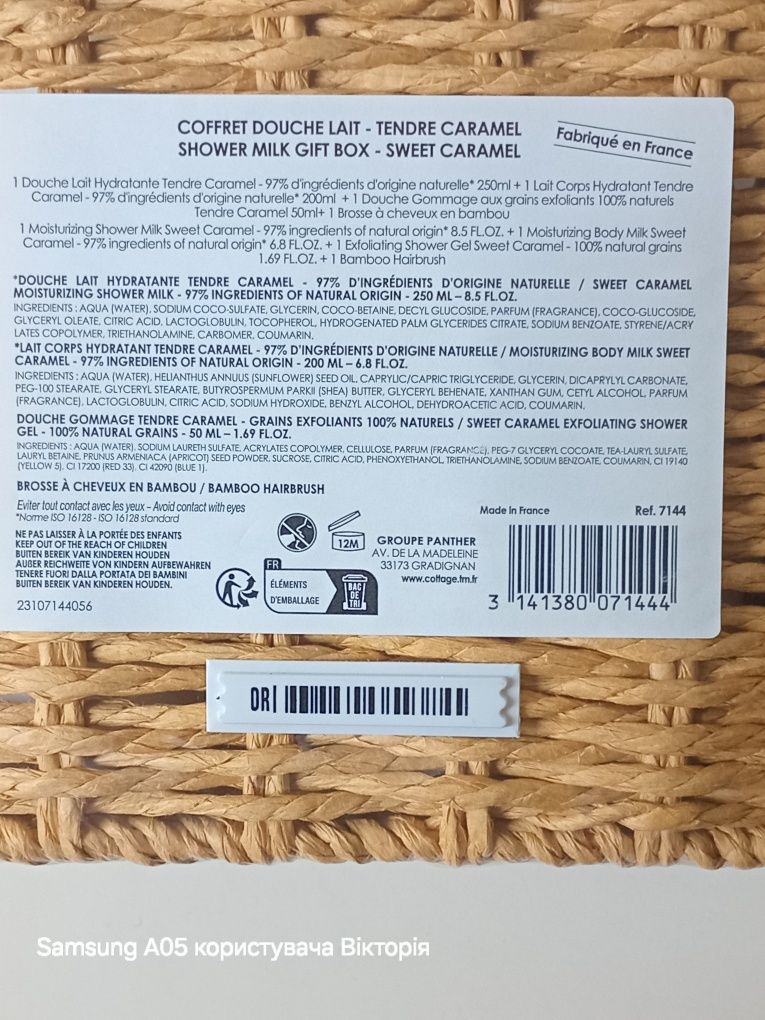 COFFRET DOUCHE LAIT - TENDRE CARAMEL
SHOWER MILK GIFT BOX - SWEET CARAMEL
Fabriqué en France
1 Douche Lait Hydratante Tendre Caramel - 97% d'ingrédients d'origine naturelle* 250ml + 1 Lait Corps Hydratant Tendre
Caramel - 97% d'ingrédients d'origine naturelle* 200ml + 1 Douche Gommage aux grains exfoliants 100% naturels
Tendre Caramel 50ml+ 1 Brosse à cheveux en bambou
1 Moisturizing Shower Milk Sweet Caramel - 97% ingredients of natural origin* 8.5 FL.OZ. + 1 Moisturizing Body Milk Sweet
Caramel - 97% ingredients of natural origin* 6.8 FL.OZ. + 1 Exfoliating Shower Gel Sweet Caramel - 100% natural grains
1.69 FL.OZ. + 1 Bamboo Hairbrush
*DOUCHE LAIT HYDRATANTE TENDRE CARAMEL - 97% D'INGRÉDIENTS D'ORIGINE NATURELLE / SWEET CARAMEL
MOISTURIZING SHOWER MILK - 97% INGREDIENTS OF NATURAL ORIGIN - 250 ML – 8.5 FL.OZ.
INGREDIENTS : AQUA (WATER), SODIUM COCO-SULFATE, GLYCERIN, COCO-BETAINE, DECYL GLUCOSIDE, PARFUM (FRAGRANCE), COCO-GLUCOSIDE,
GLYCERYL OLEATE, CITRIC ACID, LACTOGLOBULIN, TOCOPHEROL, HYDROGENATED PALM GLYCERIDES CITRATE, SODIUM BENZOATE, STYRENE/ACRY
LATES COPOLYMER, TRIETHANOLAMINE, CARBOMER, COUMARIN.
*LAIT CORPS HYDRATANT TENDRE CARAMEL - 97% D'INGRÉDIENTS D'ORIGINE NATURELLE / MOISTURIZING BODY MILK SWEET
CARAMEL - 97% INGREDIENTS OF NATURAL ORIGIN - 200 ML – 6.8 FL.OZ.
INGREDIENTS : AQUA (WATER), HELIANTHUS ANNUUS (SUNFLOWER) SEED OIL, CAPRYLIC/CAPRIC TRIGLYCERIDE, GLYCERIN, DICAPRYLYL CARBONATE,
PEG-100 STEARATE, GLYCERYL STEARATE, BUTYROSPERMUM PARKII (SHEA) BUTTER, GLYCERYL BEHENATE, XANTHAN GUM, CETYL ALCOHOL, PARFUM
(FRAGRANCE), LACTOGLOBULIN, CITRIC ACID, SODIUM HYDROXIDE, BENZYL ALCOHOL, DEHYDROACETIC ACID, COUMARIN.
DOUCHE GOMMAGE TENDRE CARAMEL - GRAINS EXFOLIANTS 100% NATURELS / SWEET CARAMEL EXFOLIATING SHOWER
GEL - 100% NATURAL GRAINS - 50 ML – 1.69 FL.OZ.
INGREDIENTS : AQUA (WATER), SODIUM LAURETH SULFATE, ACRYLATES COPOLYMER, CELLULOSE, PARFUM (FRAGRANCE), PEG-7 GLYCERYL COCOATE, TEA-LAURYL SULFATE,
LAURYL BETAINE, PRUNUS ARMENIACA (APRICOT) SEED POWDER, SUCROSE, CITRIC ACID, PHENOXYETHANOL, TRIETHANOLAMINE, SODIUM BENZOATE, COUMARIN, CI 19140
(YELLOW 5), CI 17200 (RED 33), CI 42090 (BLUE 1).
BROSSE À CHEVEUX EN BAMBOU / BAMBOO HAIRBRUSH
Eviter tout contact avec les yeux – Avoid contact with eyes
*Norme ISO 16128 - ISO 16128 standard
NE PAS LAISSER À LA PORTÉE DES ENFANTS
KEEP OUT OF THE REACH OF CHILDREN
BUITEN BEREIK VAN KINDEREN HOUDEN
AUßER REICHWEITE VON KINDERN AUFBEWAHREN
TENERE FUORI DALLA PORTATA DEI BAMBINI
BUITEN BEREIK VAN KINDEREN HOUDEN.
23107144056
12M
FR
ÉLÉMENTS
D'EMBALLAGE
BAC
DE
TRI
GROUPE PANTHER
AV. DE LA MADELEINE
33173 GRADIGNAN
www.cottage.tm.fr
Made in France
Ref. 7144
3 141380 071444
OR
Samsung A05 користувача Вікторія